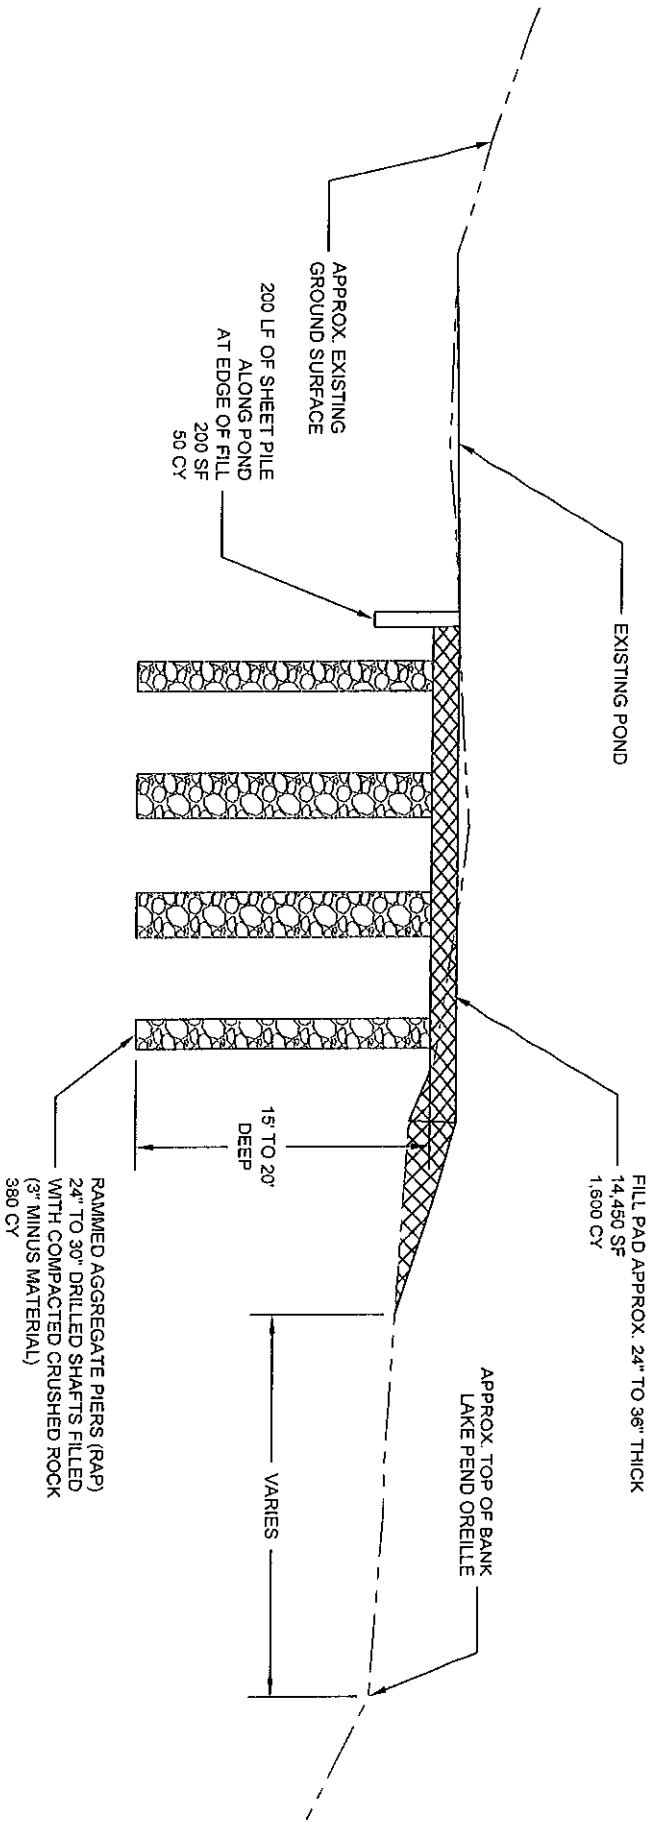 APPROX. EXISTING
GROUND SURFACE
EXISTING POND
200 LF OF SHEET PILE
ALONG POND
AT EDGE OF FILL
200 SF
50 CY
FILL PAD APPROX. 24" TO 36" THICK
14,450 SF
1,600 CY
15' TO 20'
DEEP
RAMMED AGGREGATE PIERS (RAP)
24" TO 30" DRILLED SHAFTS FILLED
WITH COMPACTED CRUSHED ROCK
(3" MINUS MATERIAL)
380 CY
VARIES
APPROX. TOP OF BANK
LAKE PEND OREILLE